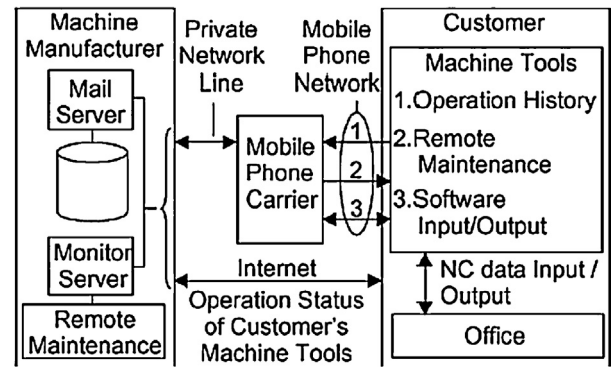 Machine
Manufacturer
Mail
Server
Monitor
Server
Remote
Maintenance
Private
Network
Line
Mobile
Phone
Network
Mobile
Phone
Carrier
1
2
3
Internet
Operation Status
of Customer's
Machine Tools
Customer
Machine Tools
1.Operation History
2.Remote
Maintenance
3.Software
Input/Output
NC data Input /
Output
Office